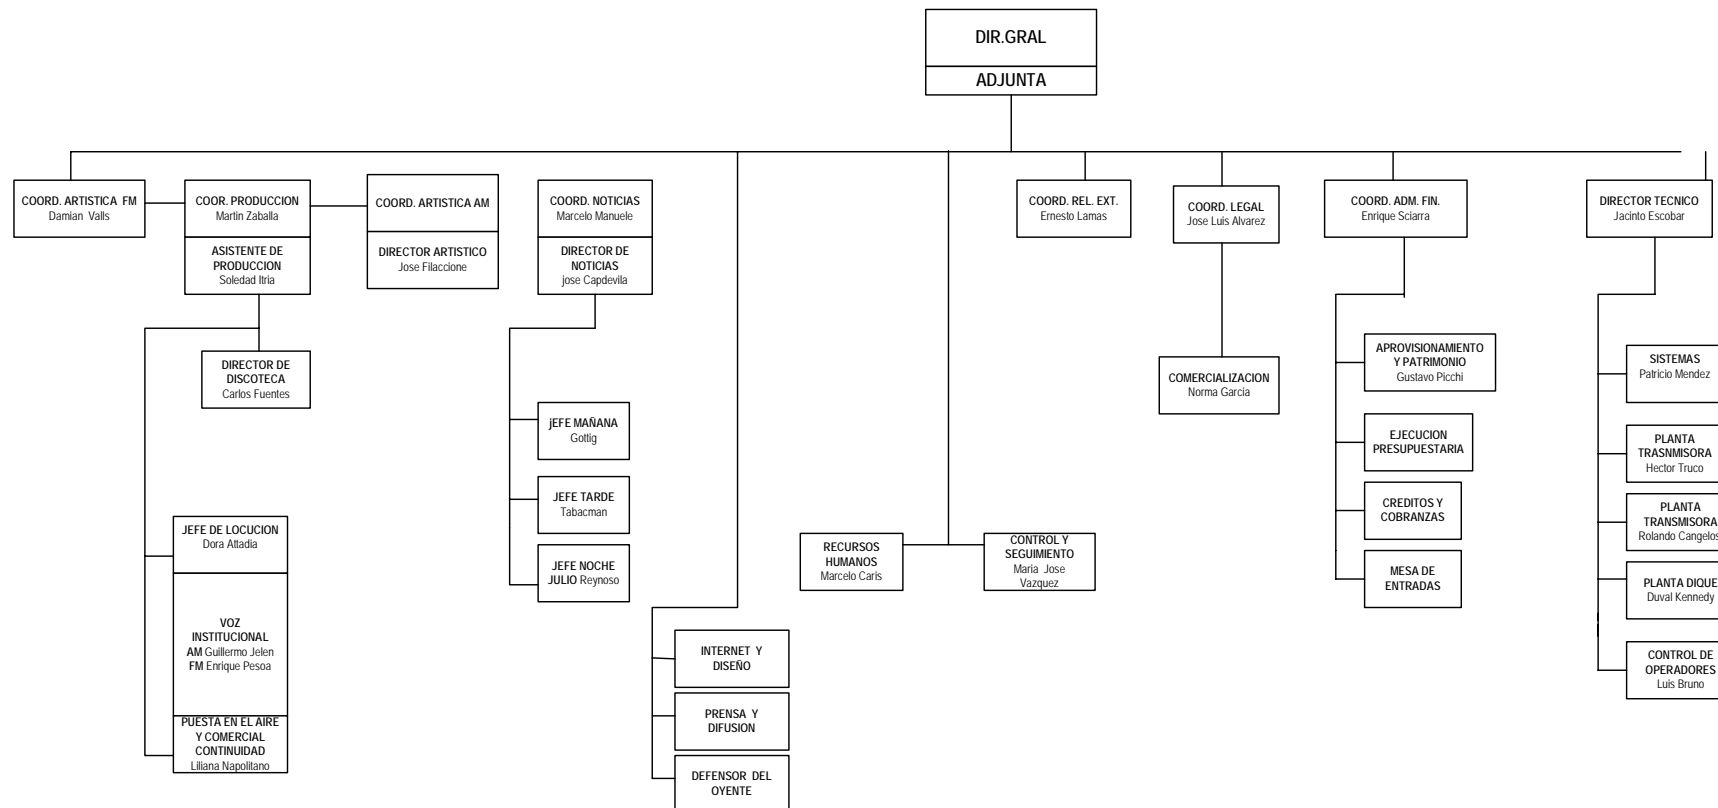 DIR.GRAL
ADJUNTA
COORD. ARTISTICA FM
Damian Valls
COOR. PRODUCCION
Martin Zaballa
ASISTENTE DE
PRODUCCION
Soledad Itria
COORD. ARTISTICA AM
DIRECTOR ARTISTICO
Jose Filaccione
COORD. NOTICIAS
Marcelo Manuele
DIRECTOR DE
NOTICIAS
jose Capdevila
COORD. REL. EXT.
Ernesto Lamas
COORD. LEGAL
Jose Luis Alvarez
COORD. ADM. FIN.
Enrique Sciarra
DIRECTOR TECNICO
Jacinto Escobar
DIRECTOR DE
DISCOTECA
Carlos Fuentes
JEFE DE LOCUCION
Dora Attadia
VOZ
INSTITUCIONAL
AM Guillermo Jelen
FM Enrique Pesoa
PUESTA EN EL AIRE
Y COMERCIAL
CONTINUIDAD
Liliana Napolitano
jEFE MAÑANA
Gottig
JEFE TARDE
Tabacman
JEFE NOCHE
JULIO Reynoso
INTERNET Y
DISEÑO
PRENSA Y
DIFUSION
DEFENSOR DEL
OYENTE
RECURSOS
HUMANOS
Marcelo Caris
CONTROL Y
SEGUIMIENTO
Maria Jose
Vazquez
COMERCIALIZACION
Norma Garcia
APROVISIONAMIENTO
Y PATRIMONIO
Gustavo Picchi
EJECUCION
PRESUPUESTARIA
CREDITOS Y
COBRANZAS
MESA DE
ENTRADAS
SISTEMAS
Patricio Mendez
PLANTA
TRASNMISORA
Hector Truco
PLANTA
TRANSMISORA
Rolando Cangelos
PLANTA DIQUE
Duval Kennedy
CONTROL DE
OPERADORES
Luis Bruno